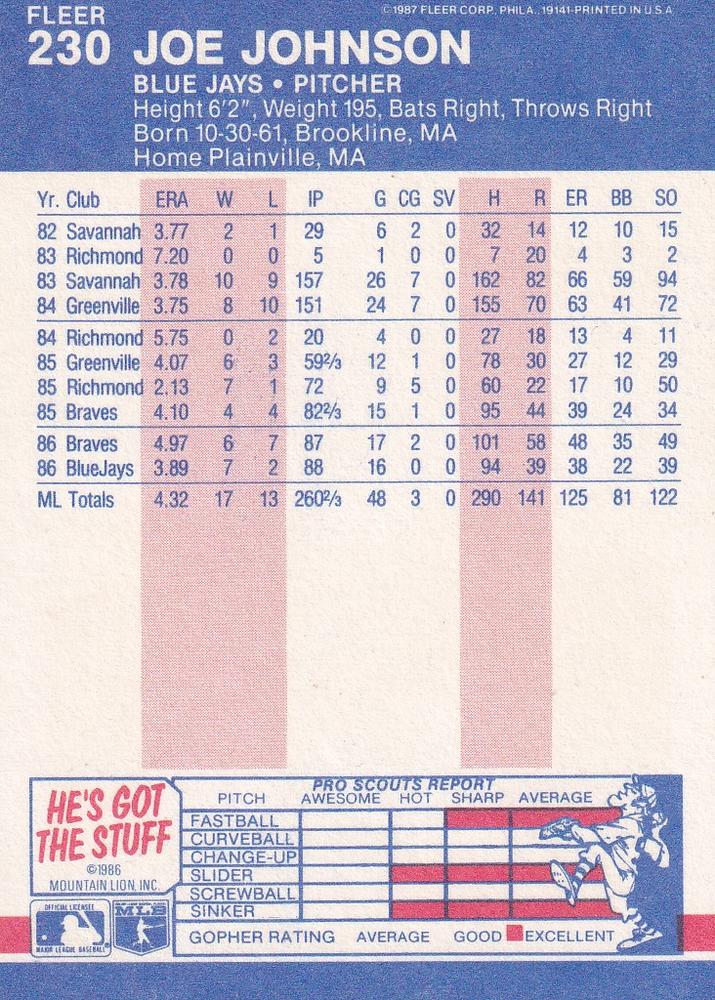 FLEER
© 1987 FLEER CORP., PHILA., 19141-PRINTED IN U.S.A.
230 JOE JOHNSON
BLUE JAYS • PITCHER
Height 6'2", Weight 195, Bats Right, Throws Right
Born 10-30-61, Brookline, MA
Home Plainville, MA
Yr. Club ERA W L IP G CG SV H R ER BB SO
82 Savannah 3.77 2 1 29 6 2 0 32 14 12 10 15
83 Richmond 7.20 0 0 5 1 0 0 7 20 4 3 2
83 Savannah 3.78 10 9 157 26 7 0 162 82 66 59 94
84 Greenville 3.75 8 10 151 24 7 0 155 70 63 41 72
84 Richmond 5.75 0 2 20 4 0 0 27 18 13 4 11
85 Greenville 4.07 6 3 59⅔ 12 1 0 78 30 27 12 29
85 Richmond 2.13 7 1 72 9 5 0 60 22 17 10 50
85 Braves 4.10 4 4 82⅔ 15 1 0 95 44 39 24 34
86 Braves 4.97 6 7 87 17 2 0 101 58 48 35 49
86 BlueJays 3.89 7 2 88 16 0 0 94 39 38 22 39
ML Totals 4.32 17 13 260⅔ 48 3 0 290 141 125 81 122
HE'S GOT
THE STUFF
©1986
MOUNTAIN LION, INC.
OFFICIAL LICENSEE
MAJOR LEAGUE BASEBALL
MLB
PRO SCOUTS REPORT
PITCH AWESOME HOT SHARP AVERAGE
FASTBALL
CURVEBALL
CHANGE-UP
SLIDER
SCREWBALL
SINKER
GOPHER RATING AVERAGE GOOD EXCELLENT